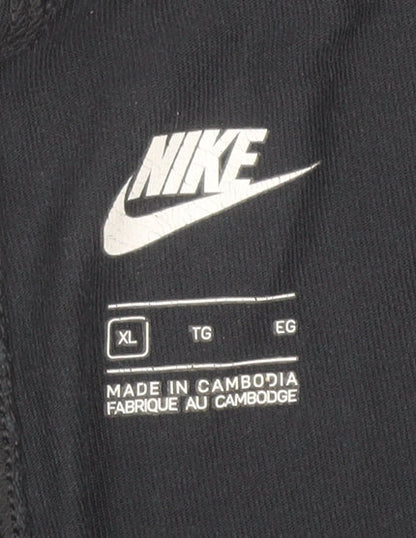 NIKE
XL TG EG
MADE IN CAMBODIA
FABRIQUE AU CAMBODGE